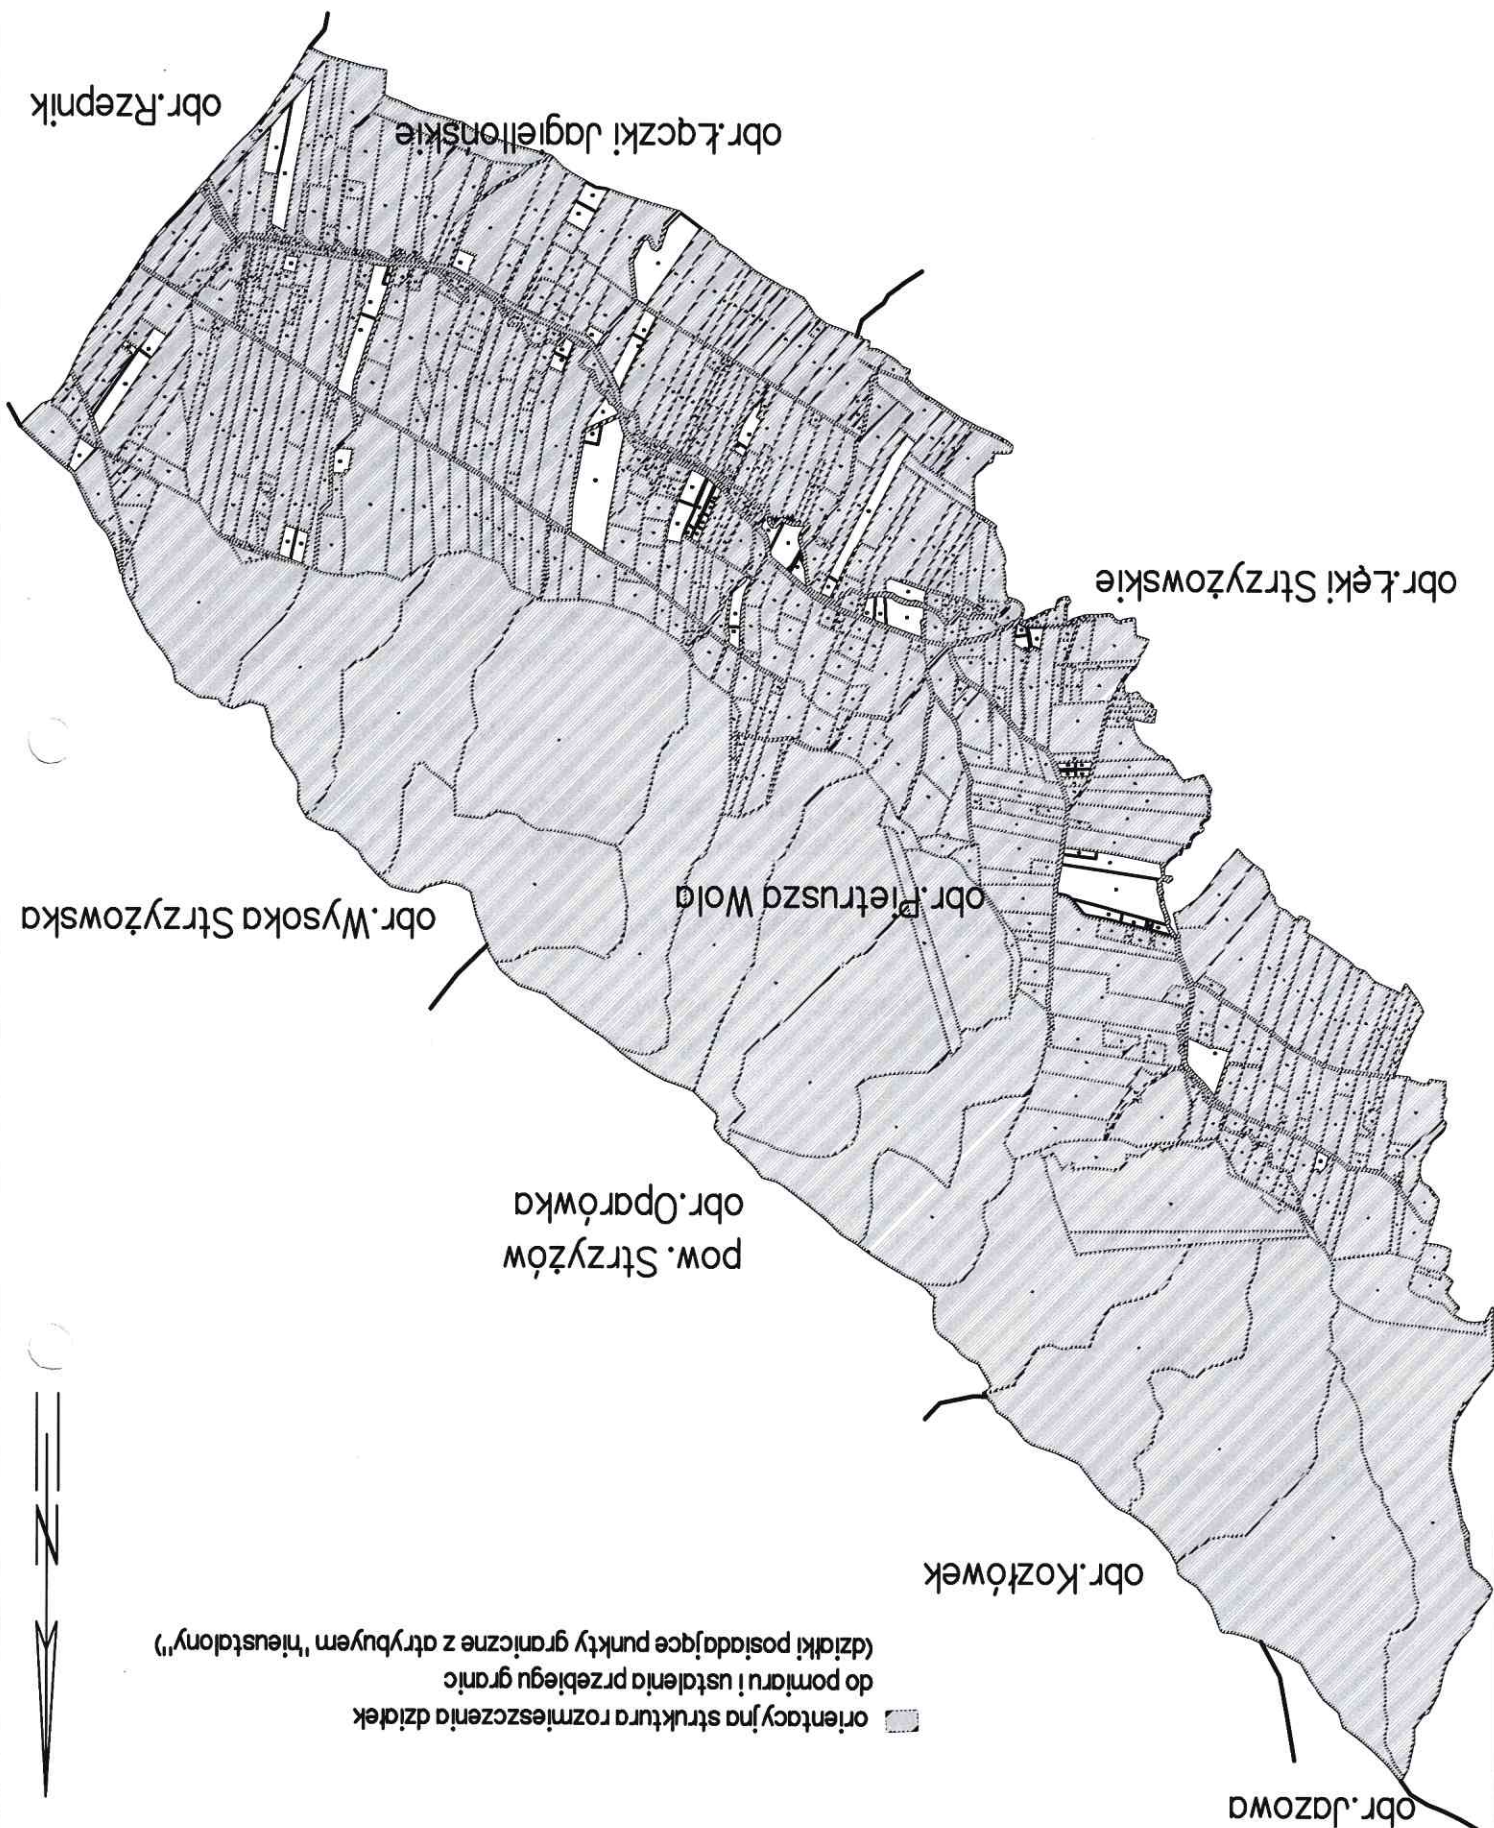 obr.Jazowa
orientacyjna struktura rozmieszczenia działek
do pomiaru i ustalenia przebiegu granic
(działki posiadające punkty graniczne z atrybuyem "nieustalony")
obr.Kozłówek
N
pow. Strzyżów
obr.Oparówka
obr.Pietrusza Wola
obr.Wysoka Strzyżowska
obr.Łęki Strzyżowskie
obr.Łączki Jagiellońskie
obr.Rzepnik